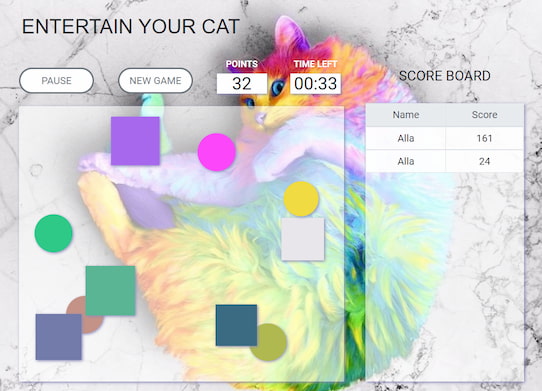 ENTERTAIN YOUR CAT
PAUSE
NEW GAME
POINTS
32
TIME LEFT
00:33
SCORE BOARD
Name Score
Alla 161
Alla 24